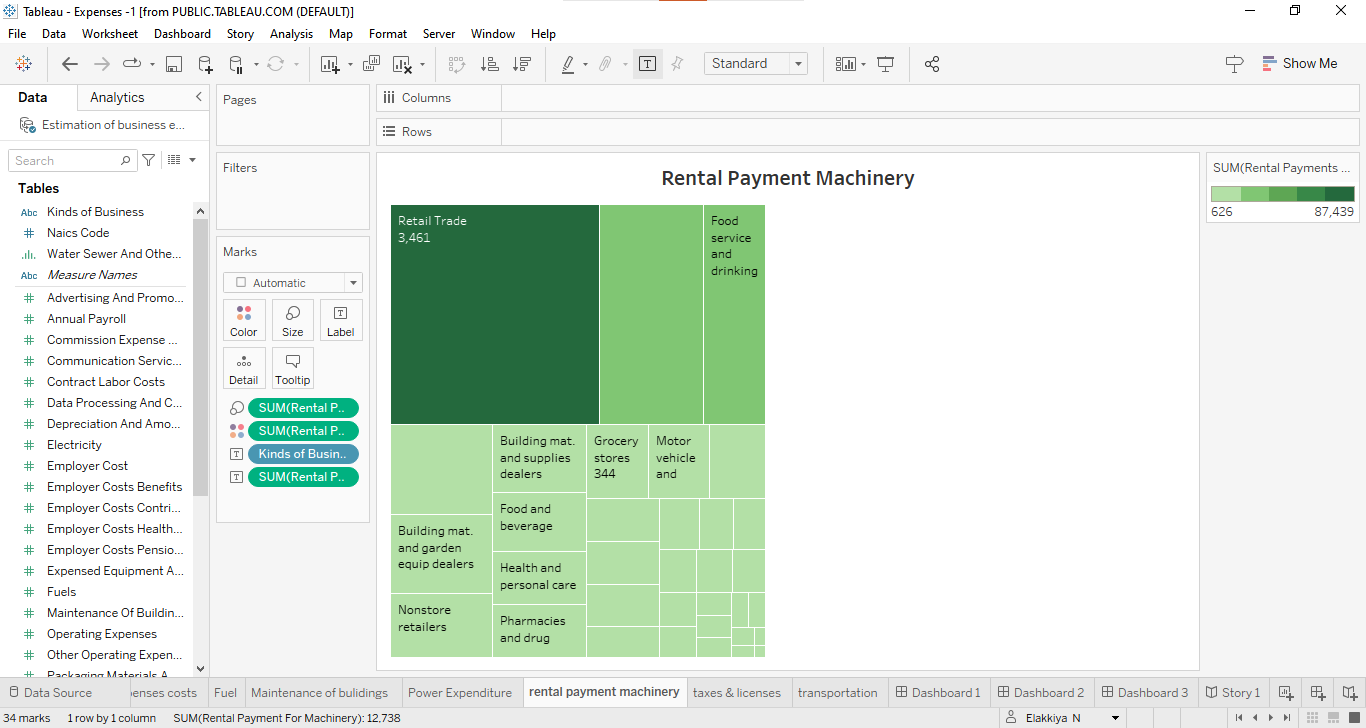 Tableau - Expenses -1 [from PUBLIC.TABLEAU.COM (DEFAULT)]
File Data Worksheet Dashboard Story Analysis Map Format Server Window Help
Standard
Show Me
Data Analytics
Estimation of business e...
Search
Tables
Abc Kinds of Business
# Naics Code
Water Sewer And Othe...
Abc Measure Names
# Advertising And Promo...
# Annual Payroll
# Commission Expense ...
# Communication Servic...
# Contract Labor Costs
# Data Processing And C...
# Depreciation And Amo...
# Electricity
# Employer Cost
# Employer Costs Benefits
# Employer Costs Contri...
# Employer Costs Health...
# Employer Costs Pensio...
# Expensed Equipment A...
# Fuels
# Maintenance Of Buildin...
# Operating Expenses
# Other Operating Expen...
# Packaging Materials A...
Pages
Filters
Marks
Automatic
Color Size Label
Detail Tooltip
SUM(Rental P..
SUM(Rental P..
Kinds of Busin..
SUM(Rental P..
Columns
Rows
Rental Payment Machinery
Retail Trade
3,461
Food
service
and
drinking
Building mat.
and supplies
dealers
Grocery
stores
344
Motor
vehicle
and
Food and
beverage
Building mat.
and garden
equip dealers
Health and
personal care
Nonstore
retailers
Pharmacies
and drug
SUM(Rental Payments ...
626 87,439
Data Source enses costs Fuel Maintenance of bulidings Power Expenditure rental payment machinery taxes & licenses transportation Dashboard 1 Dashboard 2 Dashboard 3 Story 1
34 marks 1 row by 1 column SUM(Rental Payment For Machinery): 12,738 Elakkiya N